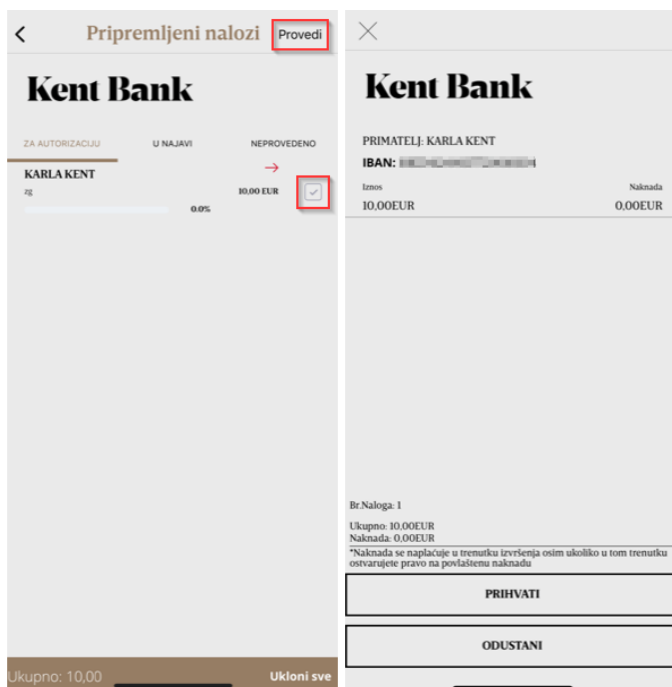 Pripremljeni nalozi Provedi
Kent Bank
ZA AUTORIZACIJU U NAJAVI NEPROVEDENO
KARLA KENT
zg 10,00 EUR
0.0%
Ukupno: 10,00 Ukloni sve
Kent Bank
PRIMATELJ: KARLA KENT
IBAN:
Iznos Naknada
10,00EUR 0,00EUR
Br.Naloga: 1
Ukupno: 10,00EUR
Naknada: 0,00EUR
*Naknada se naplaćuje u trenutku izvršenja osim ukoliko u tom trenutku
ostvarujete pravo na povlaštenu naknadu
PRIHVATI
ODUSTANI